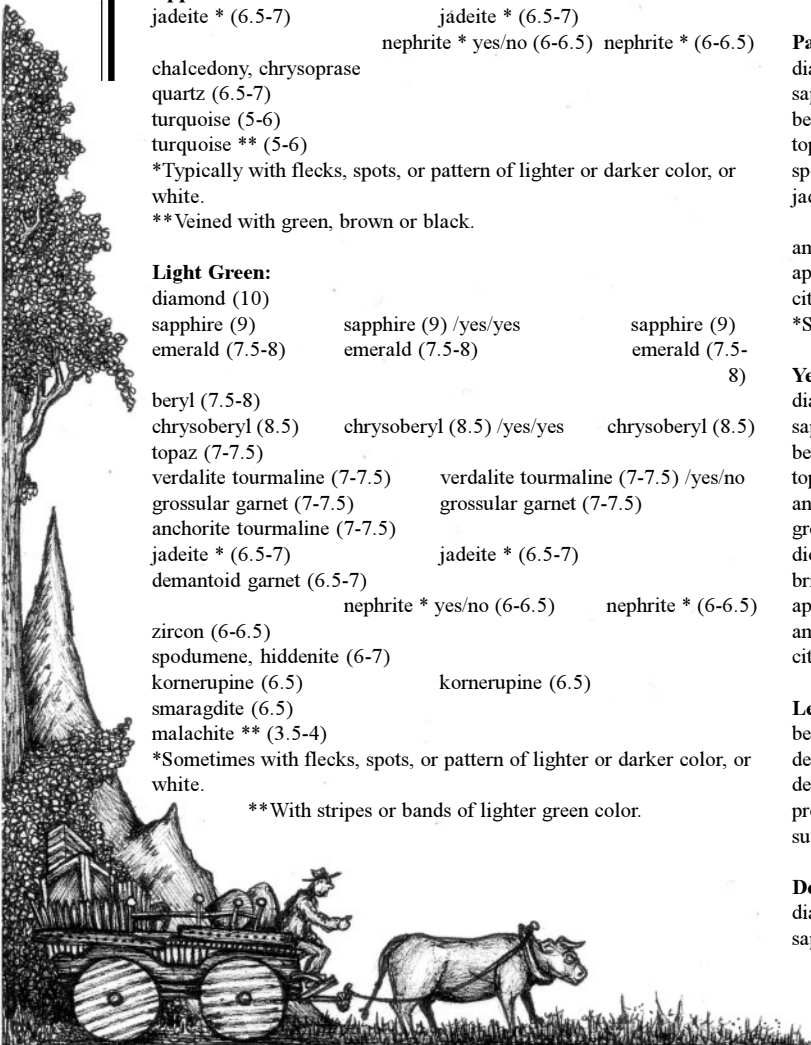 jadeite * (6.5-7) jadeite * (6.5-7)
nephrite * yes/no (6-6.5) nephrite * (6-6.5)
chalcedony, chrysoprase
quartz (6.5-7)
turquoise (5-6)
turquoise ** (5-6)
*Typically with flecks, spots, or pattern of lighter or darker color, or
white.
**Veined with green, brown or black.
Light Green:
diamond (10)
sapphire (9) sapphire (9) /yes/yes sapphire (9)
emerald (7.5-8) emerald (7.5-8) emerald (7.5-
8)
beryl (7.5-8)
chrysoberyl (8.5) chrysoberyl (8.5) /yes/yes chrysoberyl (8.5)
topaz (7-7.5)
verdalite tourmaline (7-7.5) verdalite tourmaline (7-7.5) /yes/no
grossular garnet (7-7.5) grossular garnet (7-7.5)
anchorite tourmaline (7-7.5)
jadeite * (6.5-7) jadeite * (6.5-7)
demantoid garnet (6.5-7)
nephrite * yes/no (6-6.5) nephrite * (6-6.5)
zircon (6-6.5)
spodumene, hiddenite (6-7)
kornerupine (6.5) kornerupine (6.5)
smaragdite (6.5)
malachite ** (3.5-4)
*Sometimes with flecks, spots, or pattern of lighter or darker color, or
white.
**With stripes or bands of lighter green color.